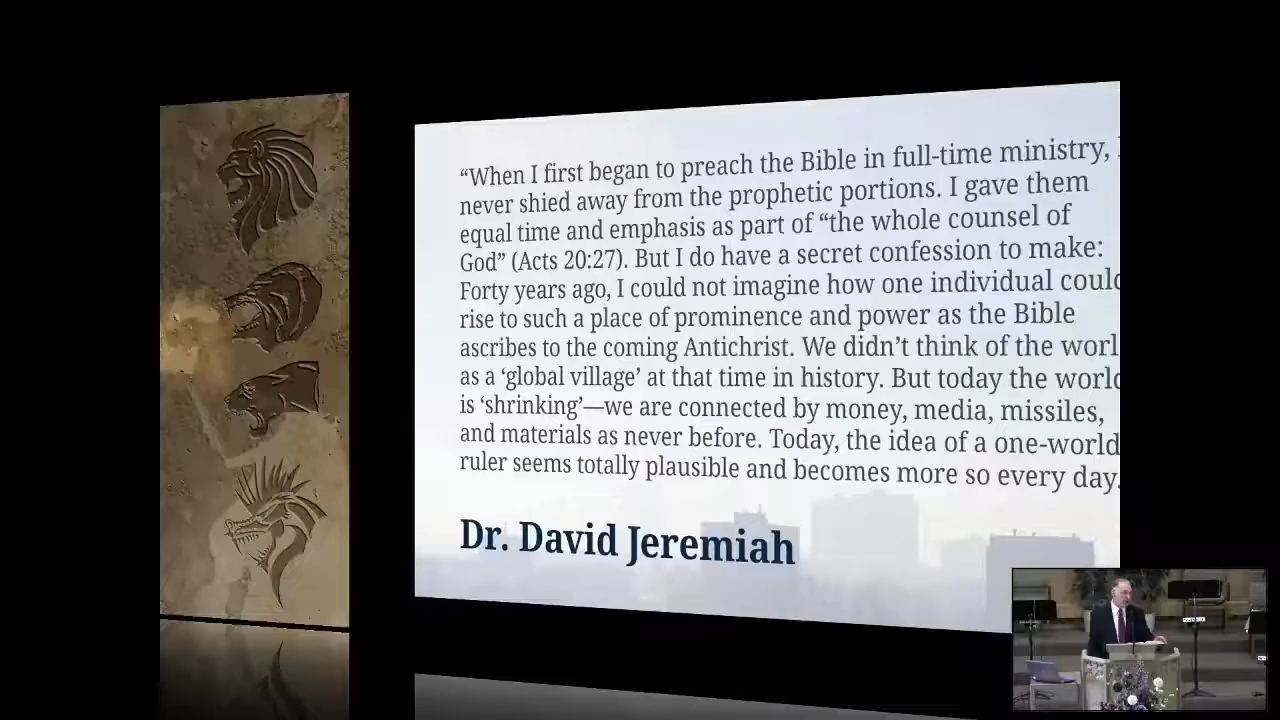 “When I first began to preach the Bible in full-time ministry,
never shied away from the prophetic portions. I gave them
equal time and emphasis as part of “the whole counsel of
God” (Acts 20:27). But I do have a secret confession to make:
Forty years ago, I could not imagine how one individual could
rise to such a place of prominence and power as the Bible
ascribes to the coming Antichrist. We didn’t think of the worl
as a ‘global village’ at that time in history. But today the world
is ‘shrinking’—we are connected by money, media, missiles,
and materials as never before. Today, the idea of a one-world
ruler seems totally plausible and becomes more so every day.
Dr. David Jeremiah